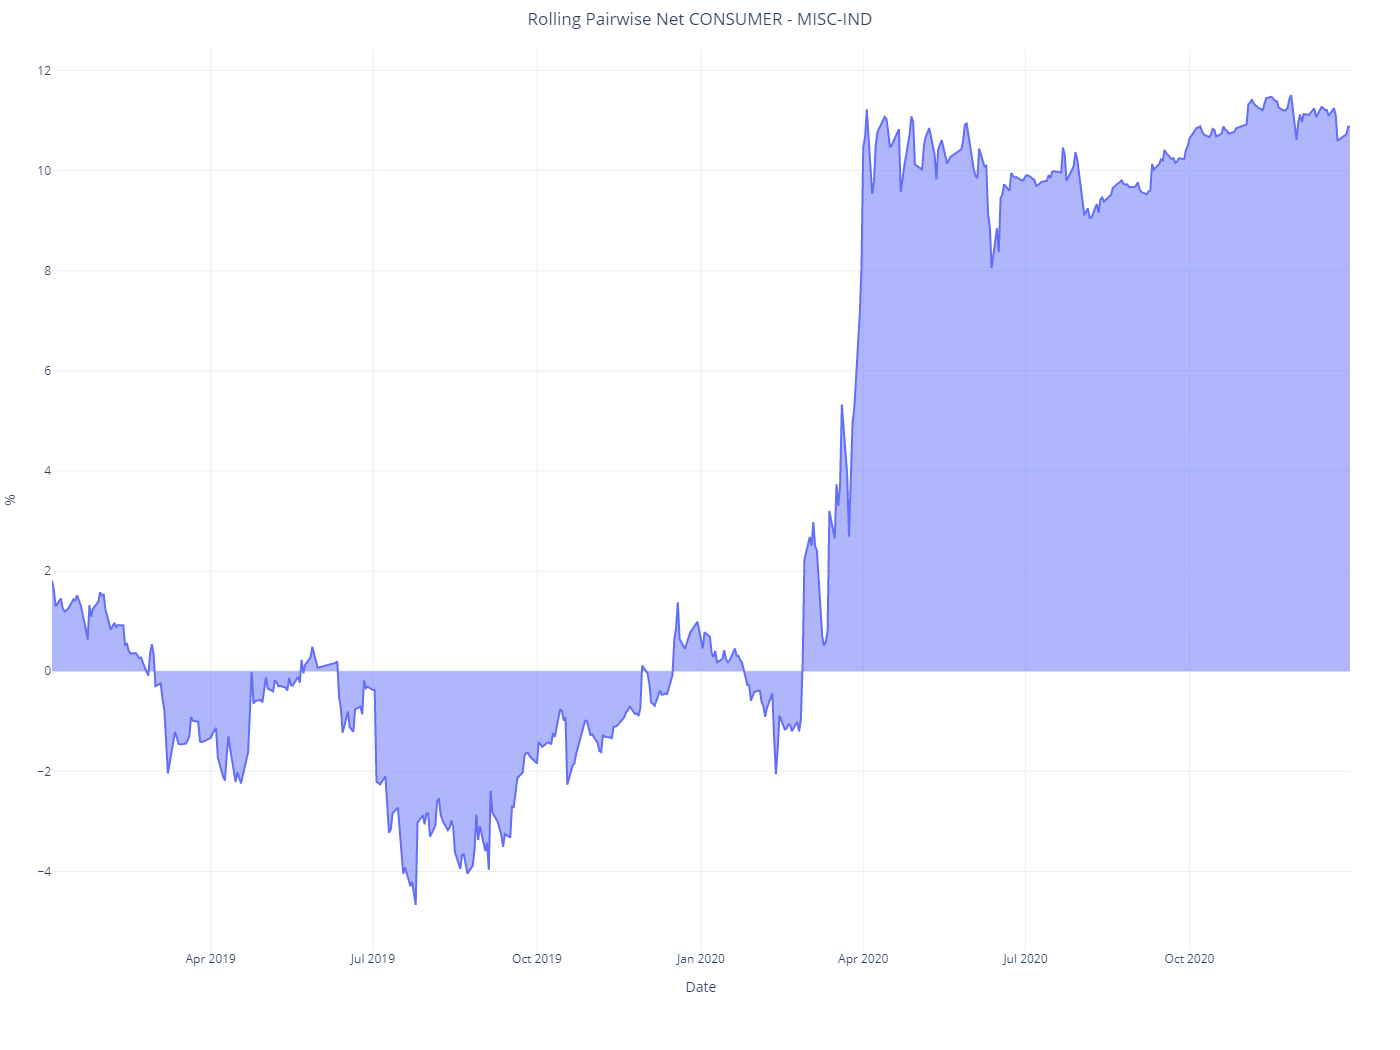 Rolling Pairwise Net CONSUMER - MISC-IND
12
10
8
6
4
2
0
−2
−4
%
Apr 2019
Jul 2019
Oct 2019
Jan 2020
Apr 2020
Jul 2020
Oct 2020
Date